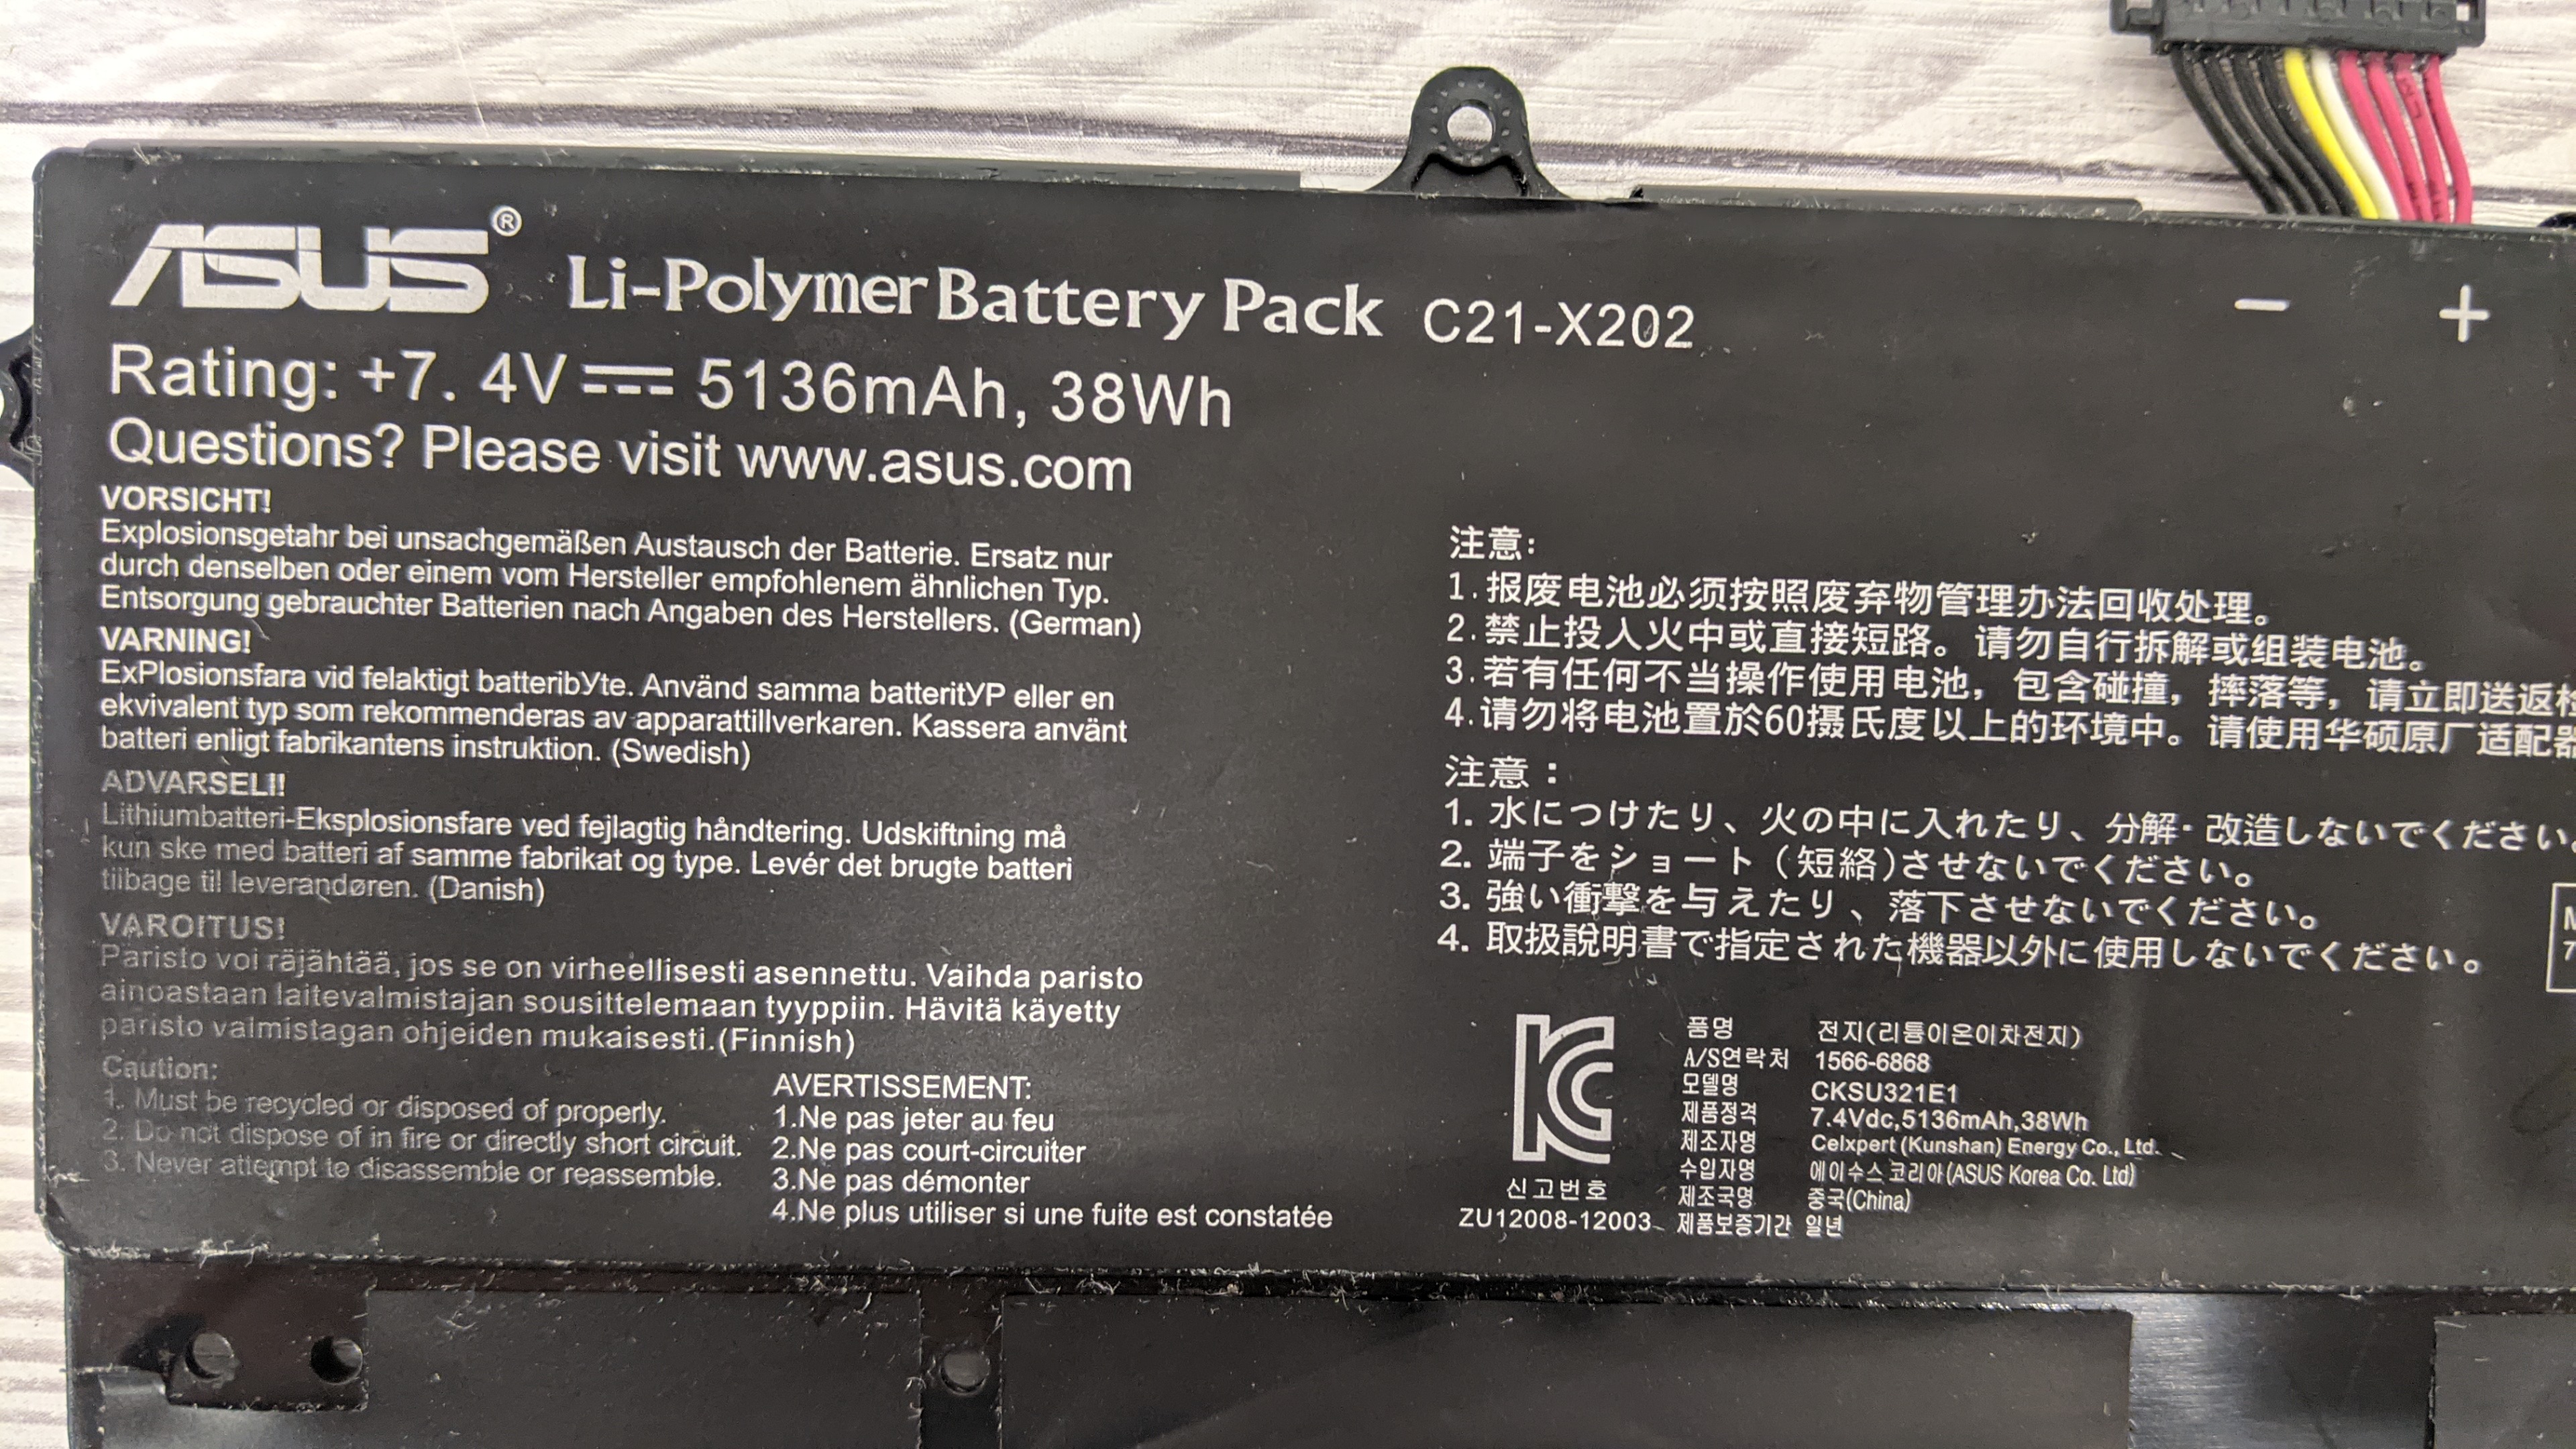 ASUS® Li-Polymer Battery Pack C21-X202
- +
Rating: +7. 4V 5136mAh, 38Wh
Questions? Please visit www.asus.com
VORSICHT!
Explosionsgetahr bei unsachgemäßen Austausch der Batterie. Ersatz nur
durch denselben oder einem vom Hersteller empfohlenem ähnlichen Typ.
Entsorgung gebrauchter Batterien nach Angaben des Herstellers. (German)
VARNING!
ExPlosionsfara vid felaktigt batteribYte. Använd samma batteritYP eller en
ekvivalent typ som rekommenderas av apparattillverkaren. Kassera använt
batteri enligt fabrikantens instruktion. (Swedish)
ADVARSELI!
Lithiumbatteri-Eksplosionsfare ved fejlagtig håndtering. Udskiftning må
kun ske med batteri af samme fabrikat og type. Levér det brugte batteri
tiibage til leverandøren. (Danish)
VAROITUS!
Paristo voi räjähtää, jos se on virheellisesti asennettu. Vaihda paristo
ainoastaan laitevalmistajan sousittelemaan tyyppiin. Hävitä käyetty
paristo valmistagan ohjeiden mukaisesti.(Finnish)
Caution:
1. Must be recycled or disposed of properly.
2. Do not dispose of in fire or directly short circuit.
3. Never attempt to disassemble or reassemble.
AVERTISSEMENT:
1.Ne pas jeter au feu
2.Ne pas court-circuiter
3.Ne pas démonter
4.Ne plus utiliser si une fuite est constatée
注意:
1.报废电池必须按照废弃物管理办法回收处理。
2.禁止投入火中或直接短路。请勿自行拆解或组装电池。
3.若有任何不当操作使用电池，包含碰撞，摔落等，请立即送返
4.请勿将电池置於60摄氏度以上的环境中。请使用华硕原厂适配器
注意：
1. 水につけたり、火の中に入れたり、分解・改造しないでください。
2. 端子をショート（短絡）させないでください。
3. 強い衝撃を与えたり、落下させないでください。
4. 取扱説明書で指定された機器以外に使用しないでください。
신고번호
ZU12008-12003
품명 전지(리튬이온이차전지)
A/S연락처 1566-6868
모델명 CKSU321E1
제품정격 7.4Vdc,5136mAh,38Wh
제조자명 Celxpert (Kunshan) Energy Co., Ltd.
수입자명 에이수스 코리아(ASUS Korea Co. Ltd)
제조국명 중국(China)
제품보증기간 일년